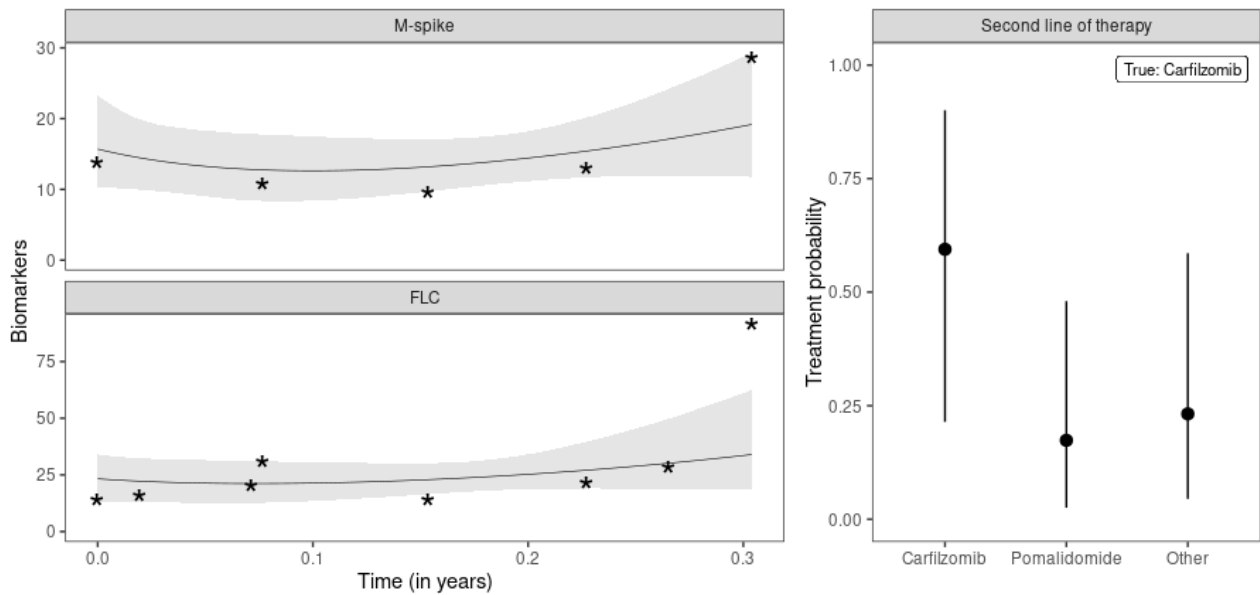 M-spike
30
20
10
0
FLC
75
50
25
0
0.0 0.1 0.2 0.3
Time (in years)
Biomarkers
Second line of therapy
True: Carfilzomib
1.00
0.75
0.50
0.25
0.00
Carfilzomib Pomalidomide Other
Treatment probability